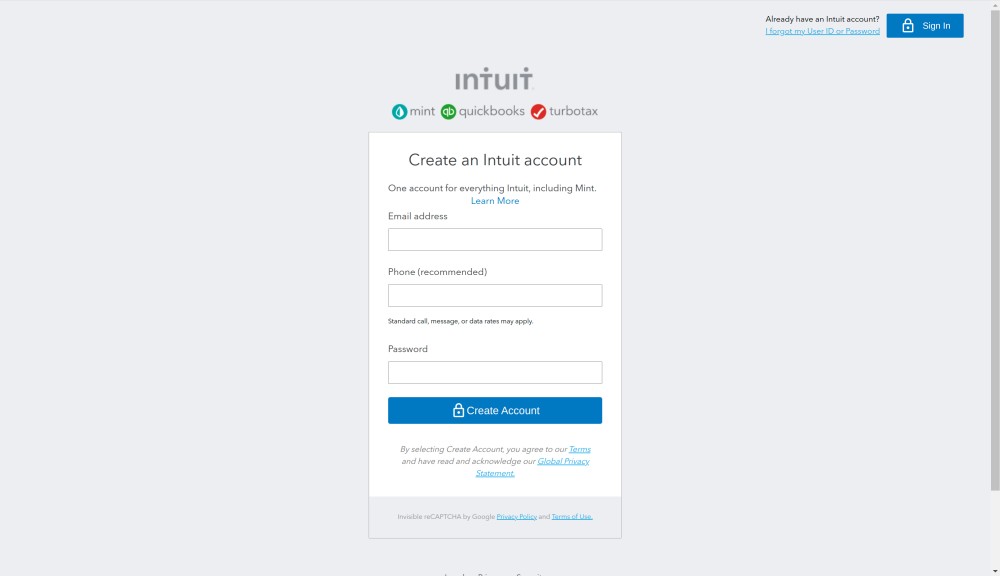 Already have an Intuit account?
I forgot my User ID or Password
Sign In
intuit
mint quickbooks turbotax
Create an Intuit account
One account for everything Intuit, including Mint.
Learn More
Email address
Phone (recommended)
Standard call, message, or data rates may apply.
Password
Create Account
By selecting Create Account, you agree to our Terms
and have read and acknowledge our Global Privacy
Statement.
Invisible reCAPTCHA by Google Privacy Policy and Terms of Use.